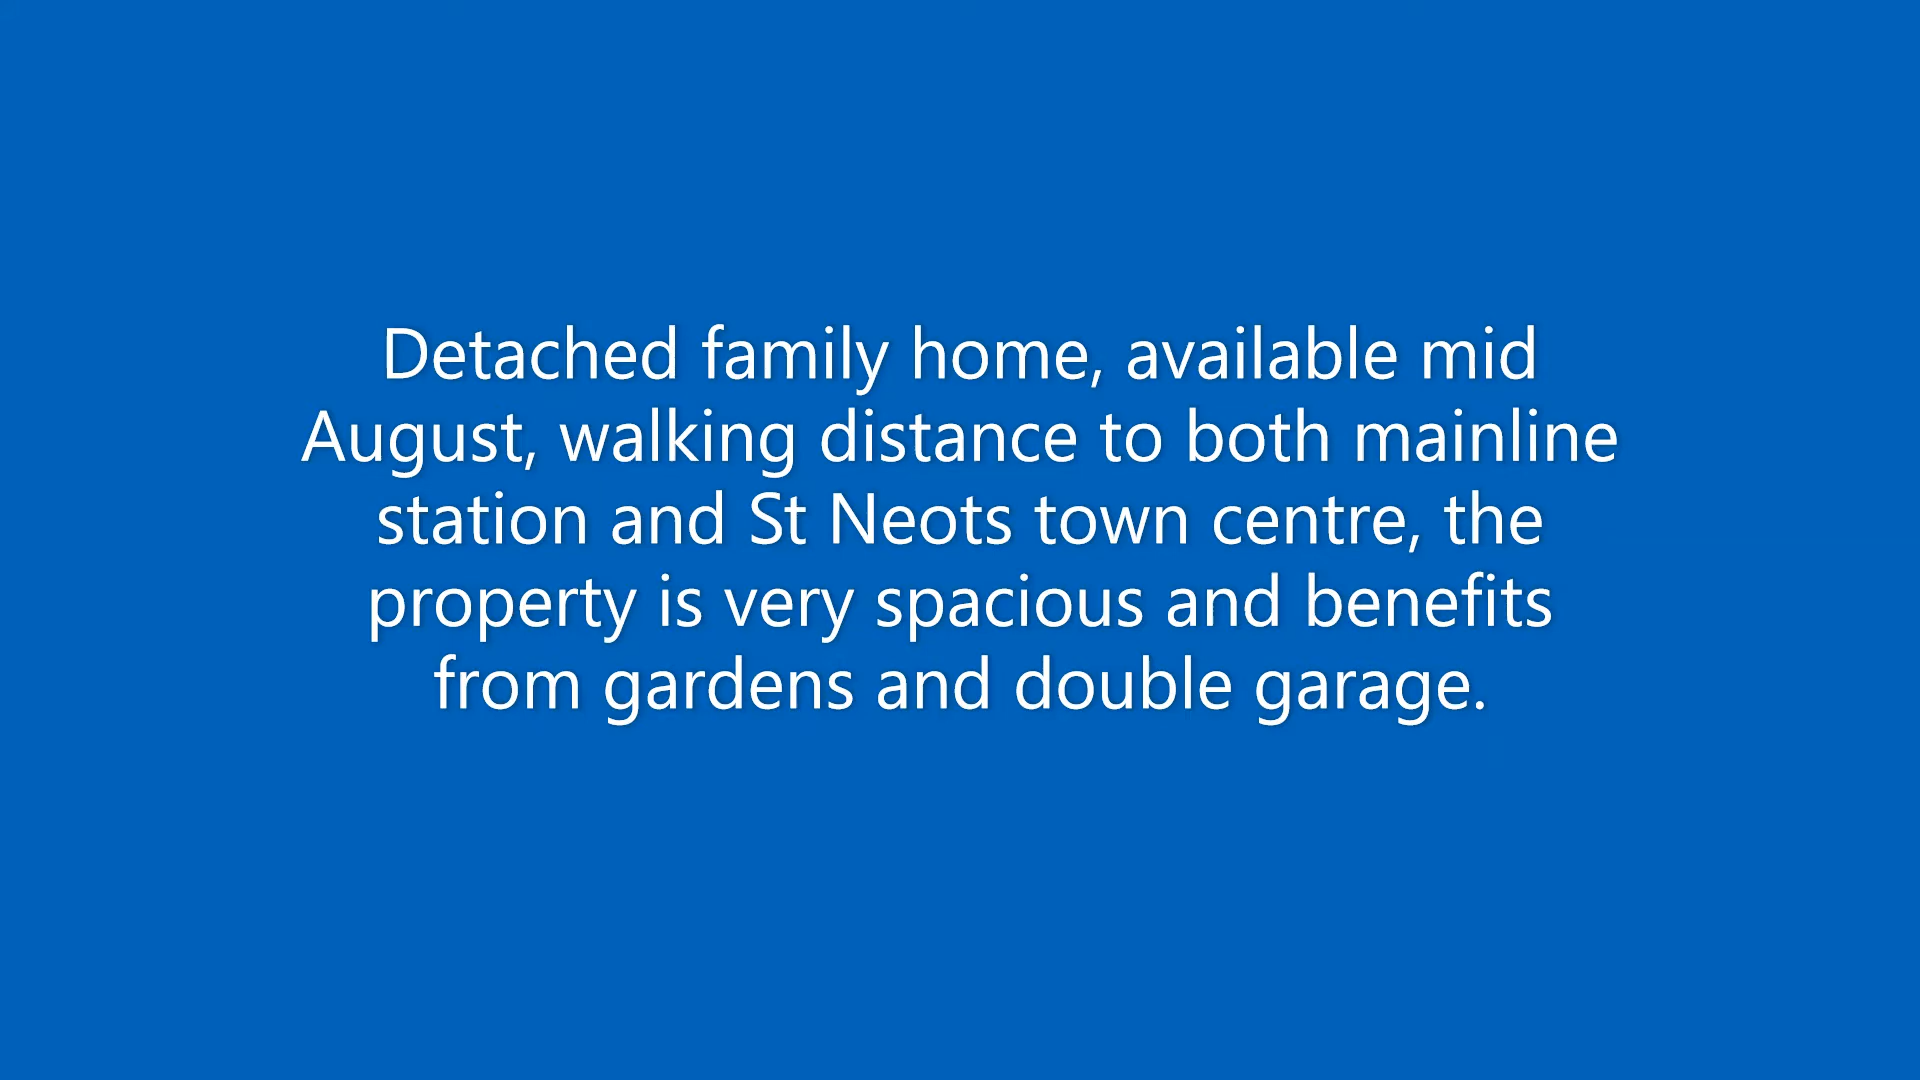 Detached family home, available mid
August, walking distance to both mainline
station and St Neots town centre, the
property is very spacious and benefits
from gardens and double garage.